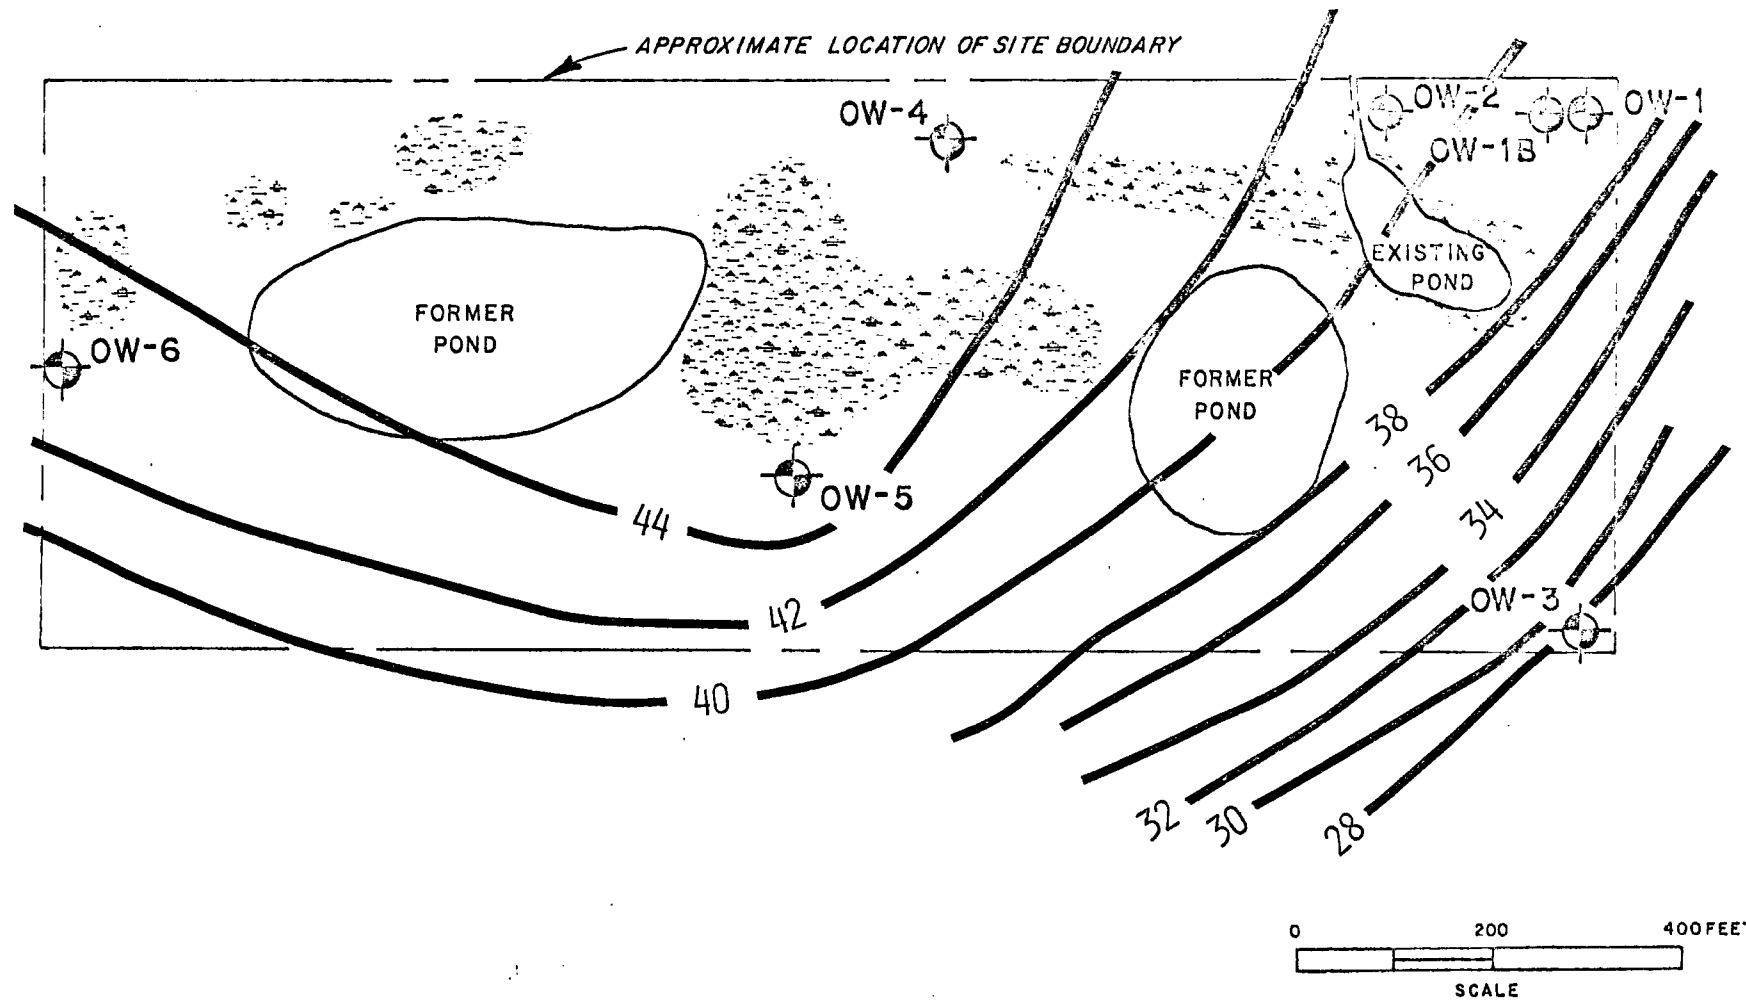 APPROXIMATE LOCATION OF SITE BOUNDARY
OW-4
OW-2
OW-1
OW-1B
EXISTING
POND
FORMER
POND
OW-6
FORMER
POND
38
36
OW-5
44
34
42
OW-3
40
32
30
28
0 200 400 FEET
SCALE